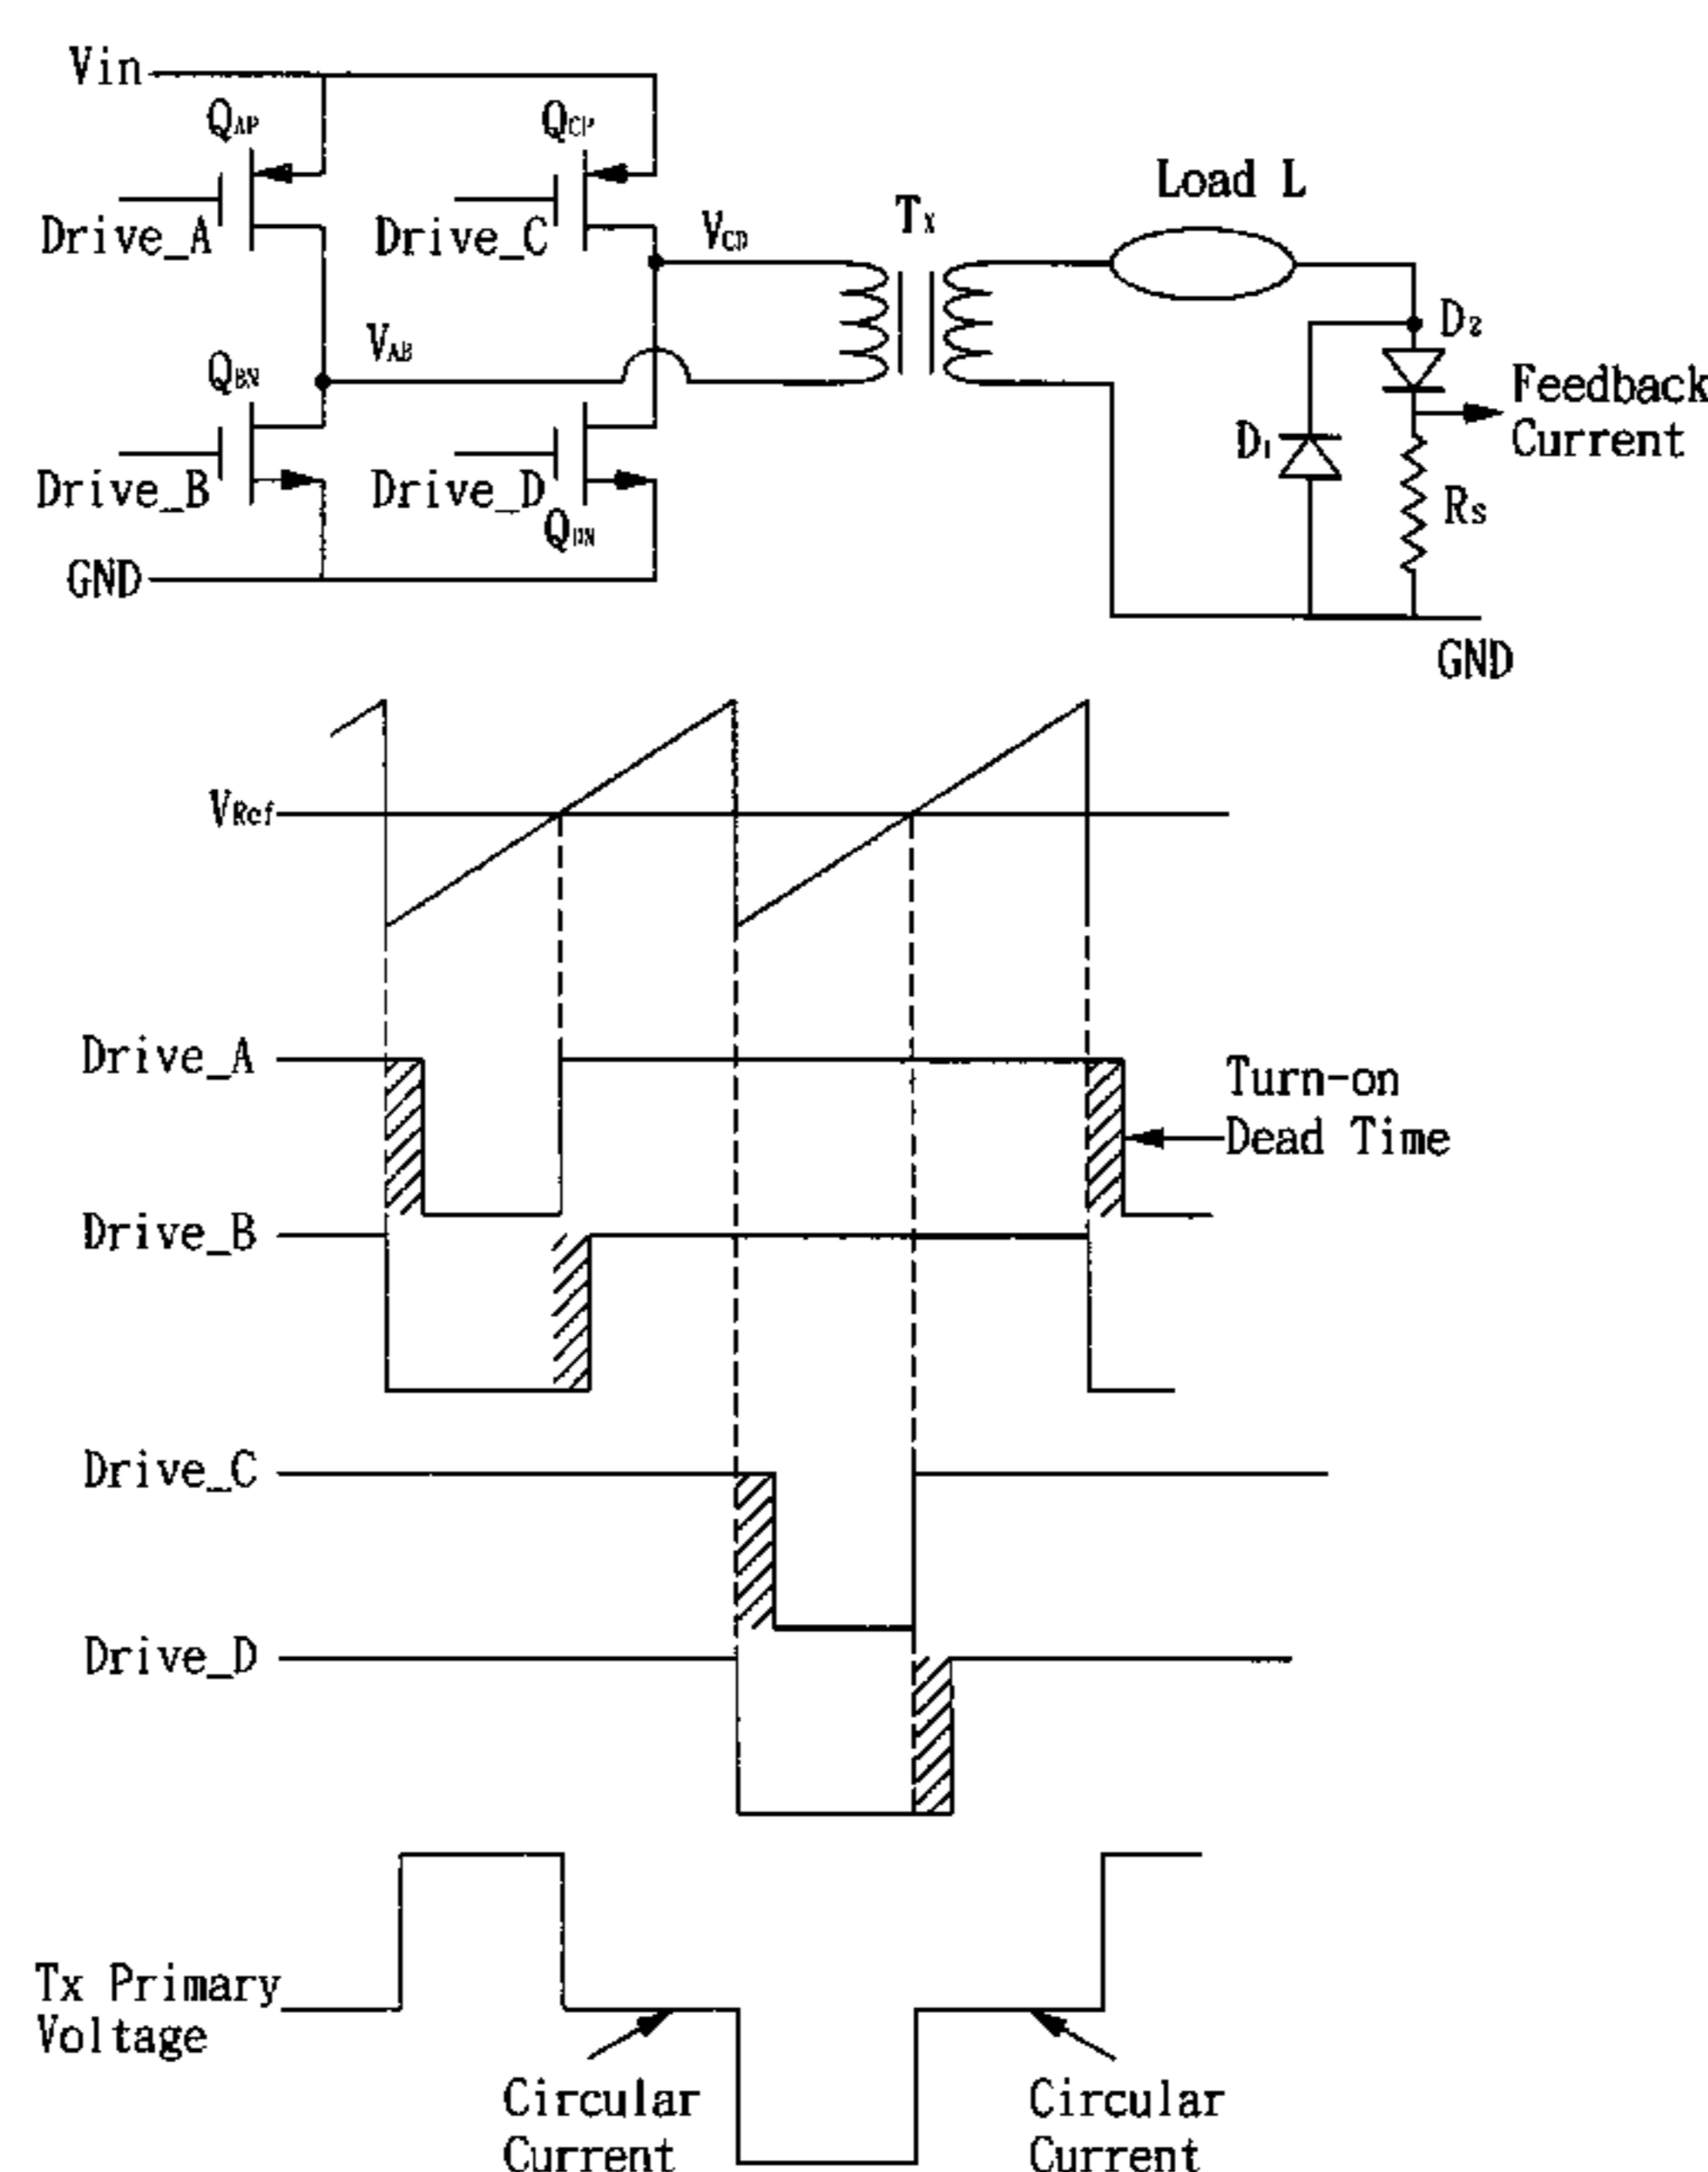 Vin
QAP
QCP
Drive_A
Drive_C
VCD
TX
Load L
D2
VAB
QBN
Feedback
Current
D1
Drive_B
Drive_D
QDN
RS
GND
GND
VRef
Drive_A
Turn-on
Dead Time
Drive_B
Drive_C
Drive_D
Tx Primary
Voltage
Circular
Current
Circular
Current